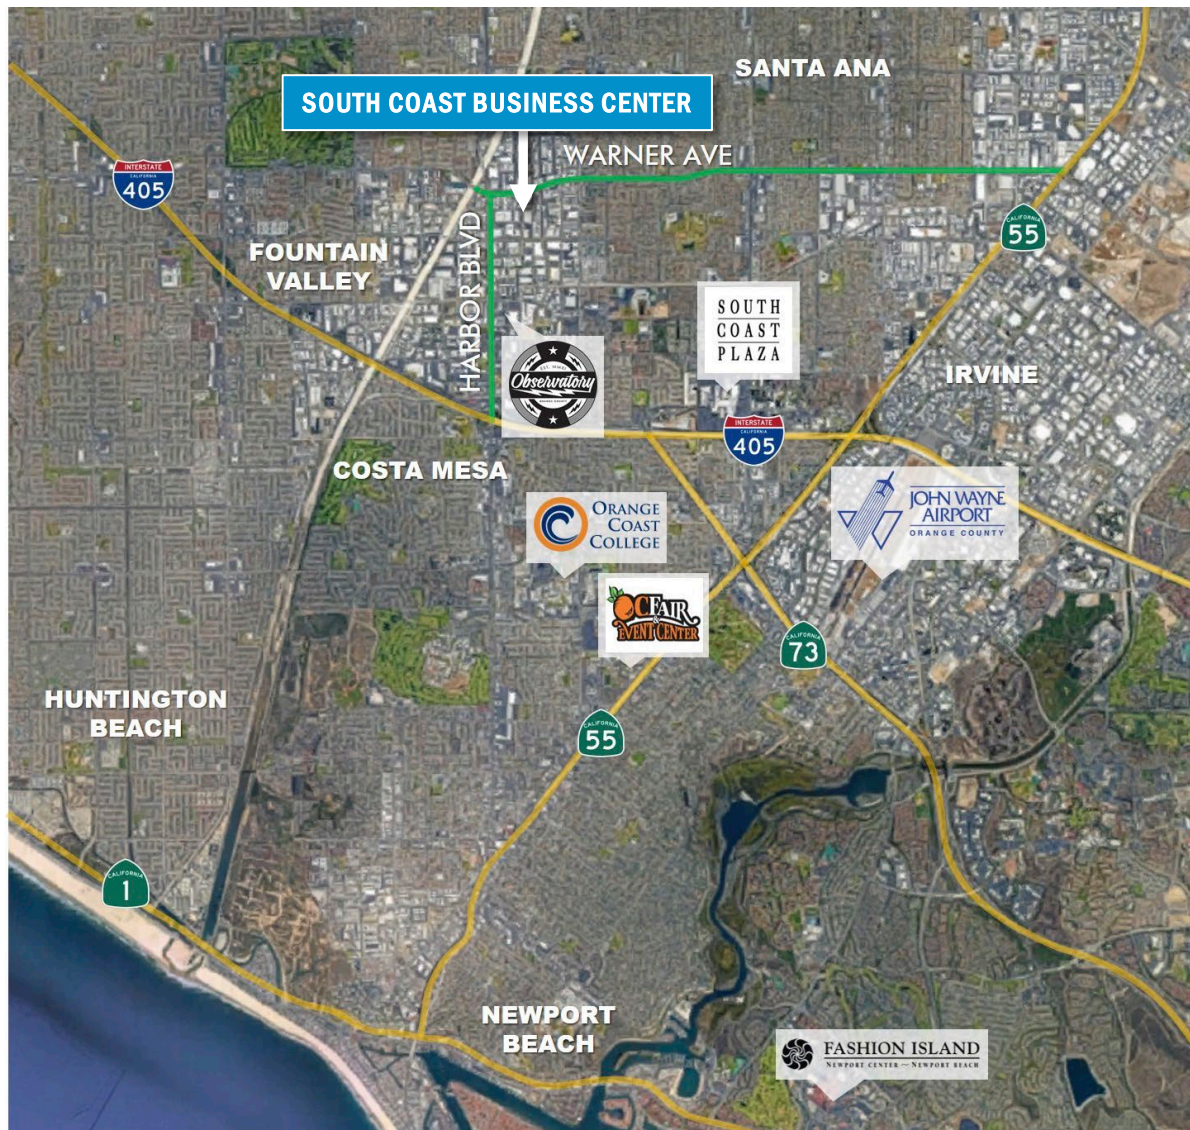 SANTA ANA
SOUTH COAST BUSINESS CENTER
WARNER AVE
INTERSTATE
CALIFORNIA
405
CALIFORNIA
55
FOUNTAIN
VALLEY
HARBOR BLVD
SOUTH
COAST
PLAZA
Observatory
ORANGE COUNTY
IRVINE
INTERSTATE
CALIFORNIA
405
COSTA MESA
ORANGE
COAST
COLLEGE
JOHN WAYNE
AIRPORT
ORANGE COUNTY
OC FAIR
&
EVENT CENTER
CALIFORNIA
73
HUNTINGTON
BEACH
CALIFORNIA
55
CALIFORNIA
1
NEWPORT
BEACH
FASHION ISLAND
NEWPORT CENTER ~ NEWPORT BEACH